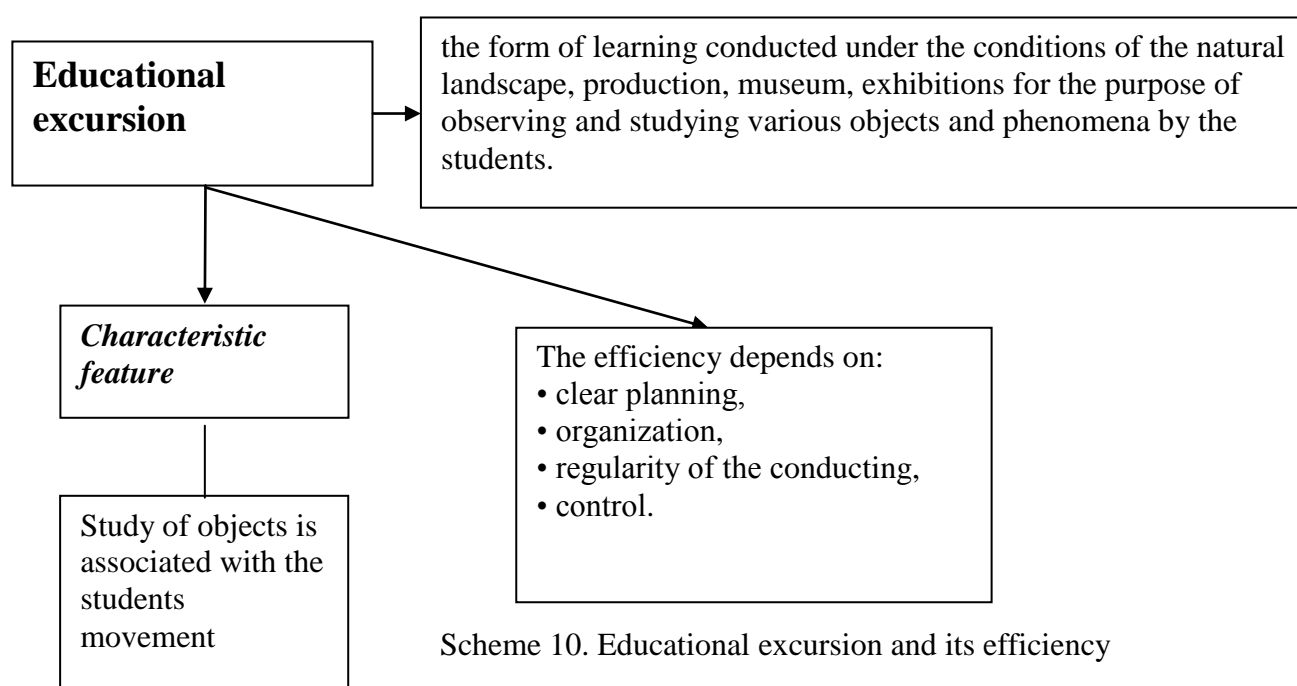 Educational
excursion
the form of learning conducted under the conditions of the natural
landscape, production, museum, exhibitions for the purpose of
observing and studying various objects and phenomena by the
students.
Characteristic
feature
The efficiency depends on:
• clear planning,
• organization,
• regularity of the conducting,
• control.
Study of objects is
associated with the
students
movement
Scheme 10. Educational excursion and its efficiency